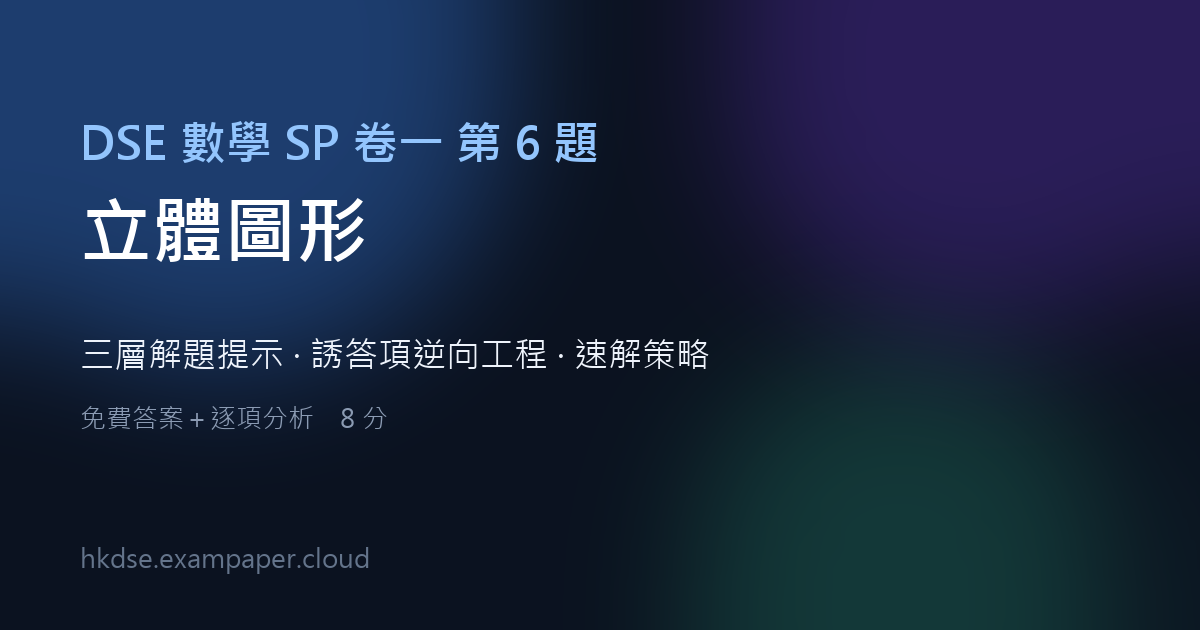 DSE 數學 SP 卷一 第 6 題
立體圖形
三層解題提示 · 誘答項逆向工程 · 速解策略
免費答案 + 逐項分析　8 分
hkdse.exampaper.cloud